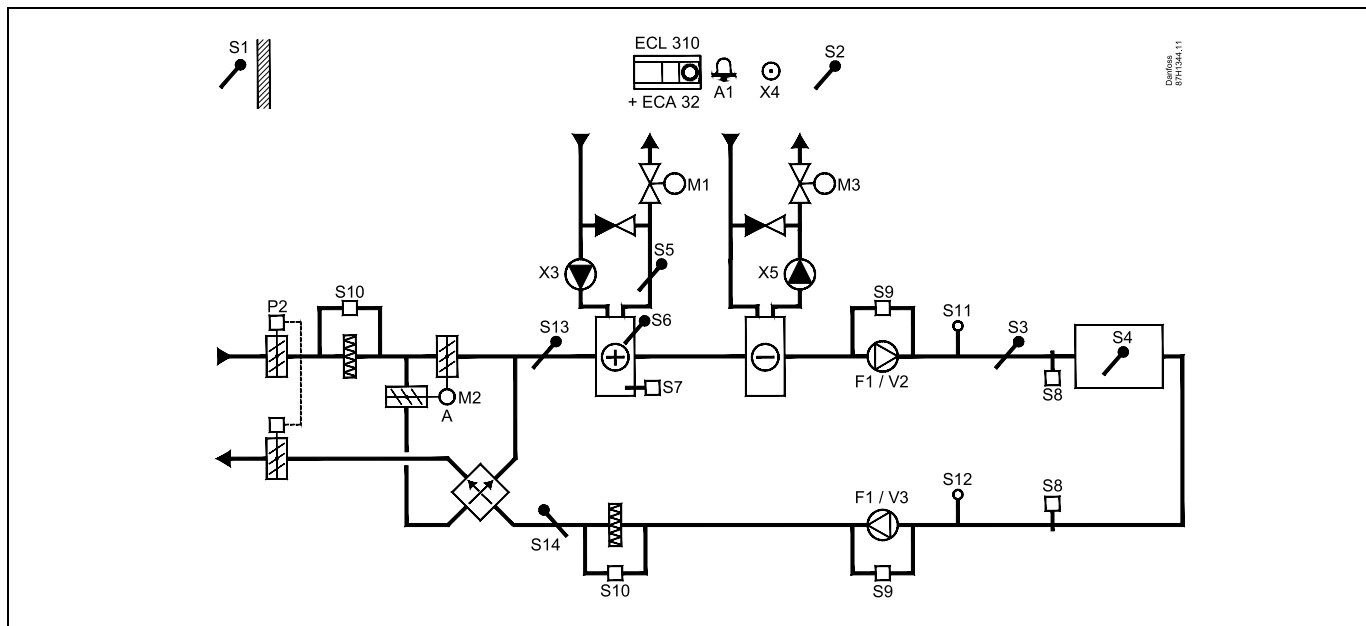 S1
ECL 310
S2
Danfoss
87H1344.11
A1
X4
+ ECA 32
M1
M3
S5
X3
X5
S10
P2
S9
S11
S6
S13
S3
S4
F1 / V2
S7
S8
M2
A
S12
S8
F1 / V3
S14
S10
S9